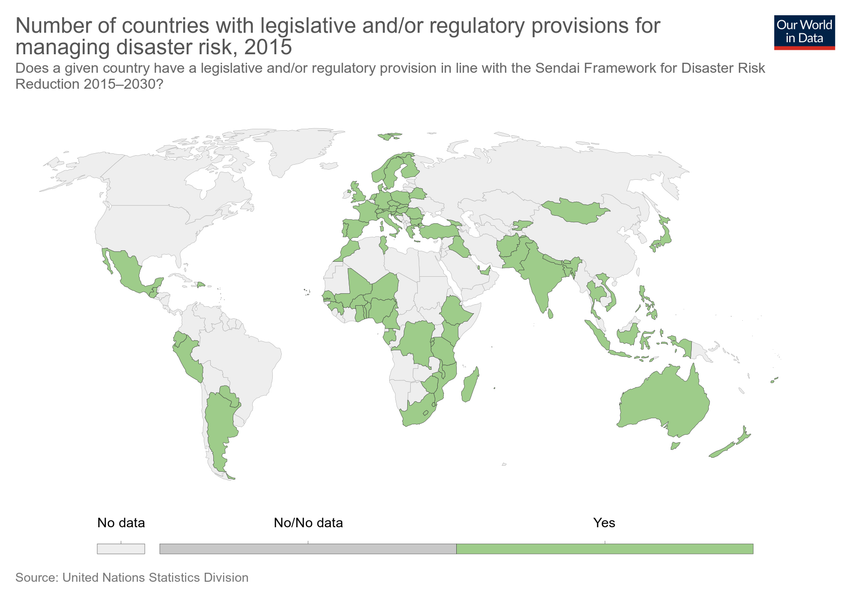 Number of countries with legislative and/or regulatory provisions for
managing disaster risk, 2015
Our World
in Data
Does a given country have a legislative and/or regulatory provision in line with the Sendai Framework for Disaster Risk
Reduction 2015–2030?
No data
No/No data
Yes
Source: United Nations Statistics Division